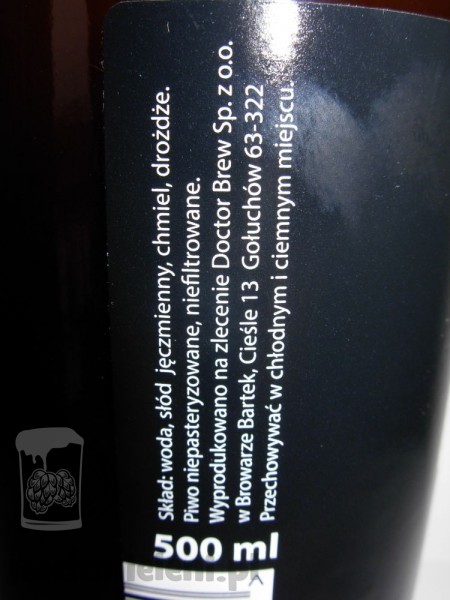 Skład: woda, słód jęczmienny, chmiel, drożdże.
Piwo niepasteryzowane, niefiltrowane.
Wyprodukowano na zlecenie Doctor Brew Sp. z o.o.
w Browarze Bartek, Cieśle 13 Gołuchów 63-322
Przechowywać w chłodnym i ciemnym miejscu.
500 ml